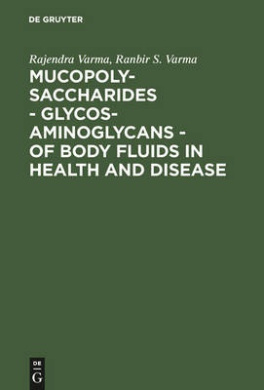 DE GRUYTER
Rajendra Varma, Ranbir S. Varma
MUCOPOLY-
SACCHARIDES
- GLYCOS-
AMINOGLYCANS -
OF BODY FLUIDS IN
HEALTH AND DISEASE
DE
G